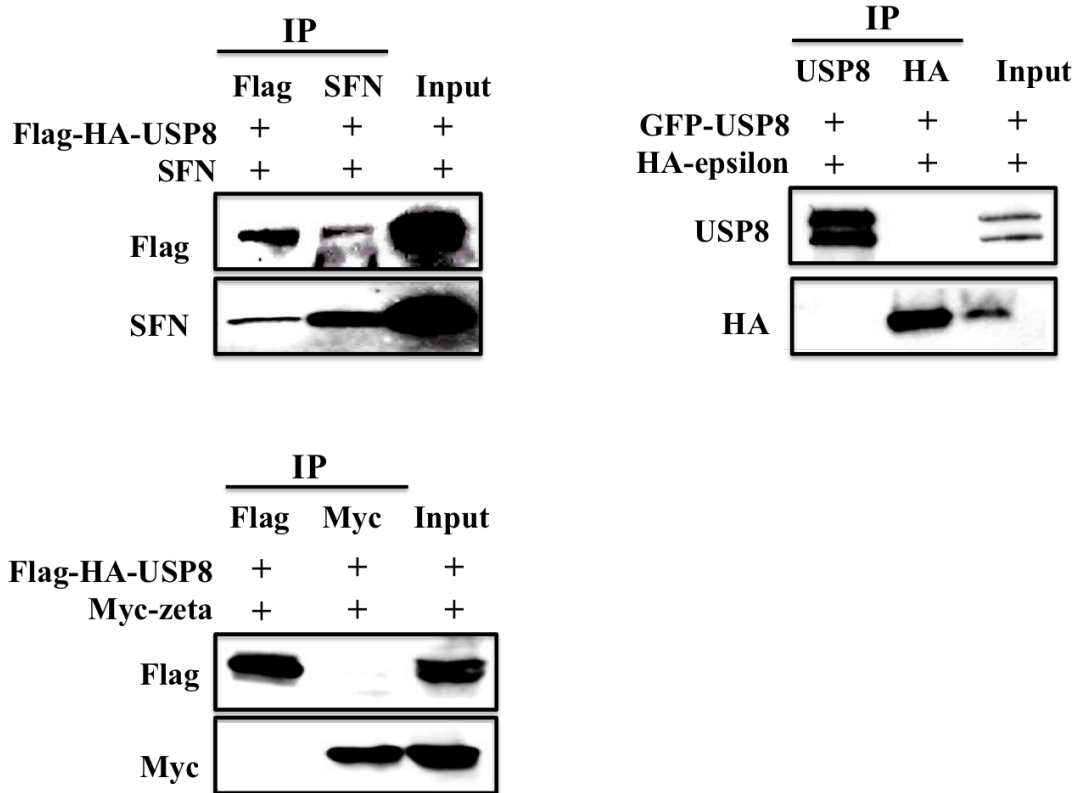 IP
Flag SFN Input
Flag-HA-USP8 + + +
SFN + + +
Flag
SFN
IP
USP8 HA Input
GFP-USP8 + + +
HA-epsilon + + +
USP8
HA
IP
Flag Myc Input
Flag-HA-USP8 + + +
Myc-zeta + + +
Flag
Myc